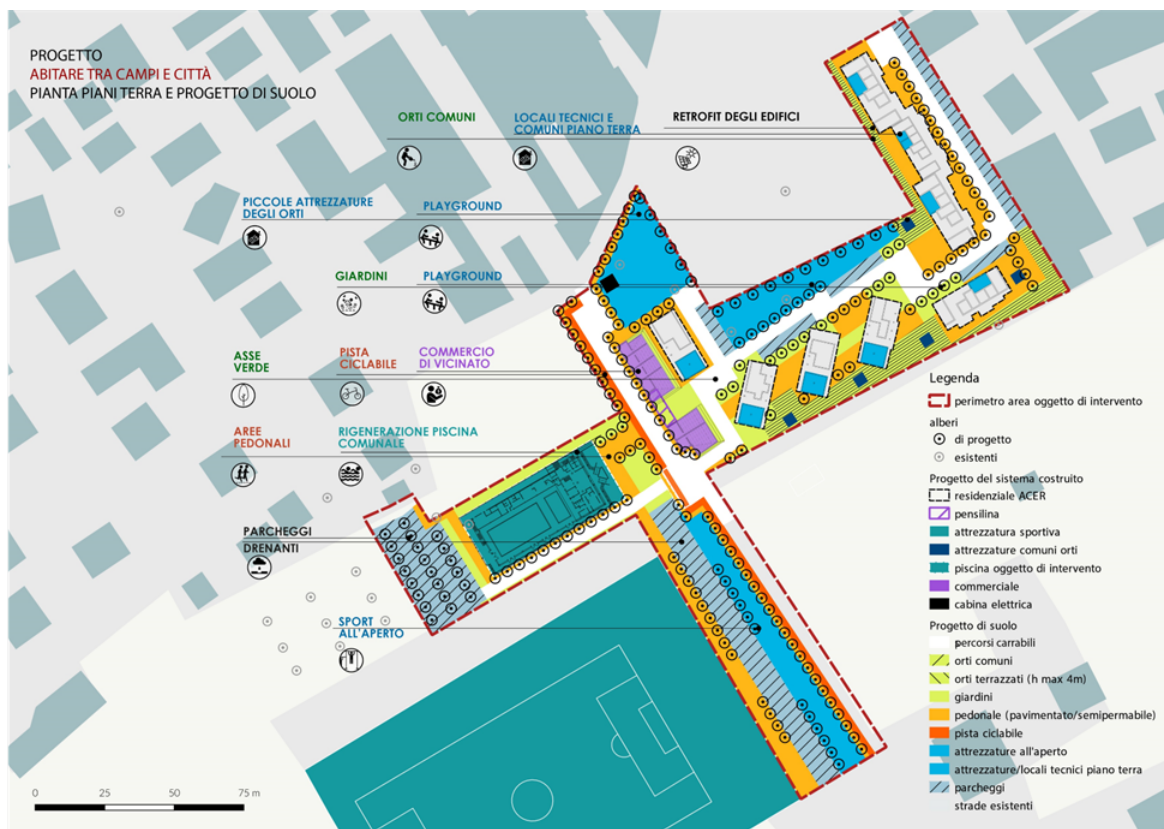 PROGETTO
ABITARE TRA CAMPI E CITTÀ
PIANTA PIANI TERRA E PROGETTO DI SUOLO
ORTI COMUNI
LOCALI TECNICI E
COMUNI PIANO TERRA
RETROFIT DEGLI EDIFICI
PICCOLE ATTREZZATURE
DEGLI ORTI
PLAYGROUND
GIARDINI
PLAYGROUND
ASSE
VERDE
PISTA
CICLABILE
COMMERCIO
DI VICINATO
AREE
PEDONALI
RIGENERAZIONE PISCINA
COMUNALE
PARCHEGGI
DRENANTI
SPORT
ALL'APERTO
0 25 50 75 m
Legenda
perimetro area oggetto di intervento
alberi
di progetto
esistenti
Progetto del sistema costruito
residenziale ACER
pensilina
attrezzatura sportiva
attrezzature comuni orti
piscina oggetto di intervento
commerciale
cabina elettrica
Progetto di suolo
percorsi carrabili
orti comuni
orti terrazzati (h max 4m)
giardini
pedonale (pavimentato/semipermabile)
pista ciclabile
attrezzature all'aperto
attrezzature/locali tecnici piano terra
parcheggi
strade esistenti